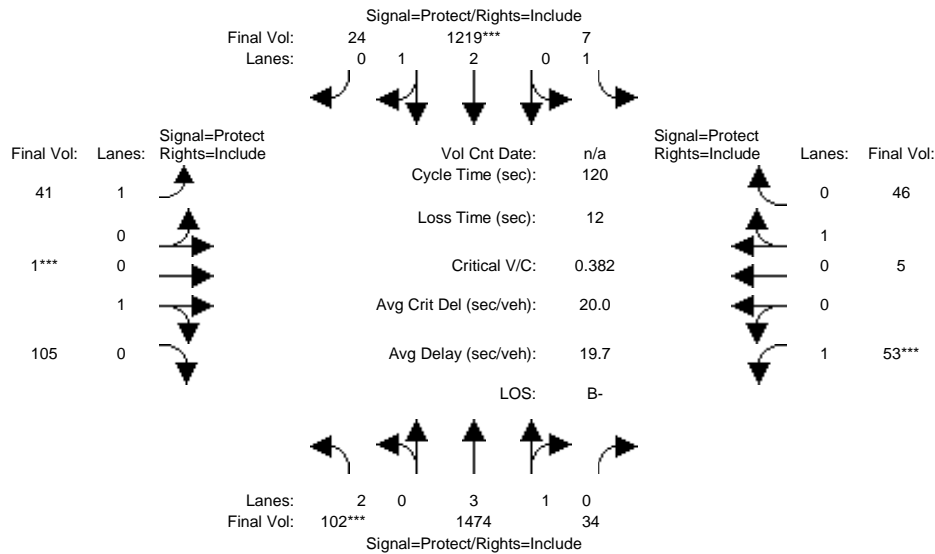 Signal=Protect/Rights=Include
Final Vol: 24 1219*** 7
Lanes: 0 1 2 0 1
Signal=Protect Signal=Protect
Final Vol: Lanes: Rights=Include Vol Cnt Date: n/a Rights=Include Lanes: Final Vol:
Cycle Time (sec): 120
41 1 0 46
Loss Time (sec): 12
0 1
1*** 0 Critical V/C: 0.382 0 5
1 Avg Crit Del (sec/veh): 20.0 0
105 0 Avg Delay (sec/veh): 19.7 1 53***
LOS: B-
Lanes: 2 0 3 1 0
Final Vol: 102*** 1474 34
Signal=Protect/Rights=Include